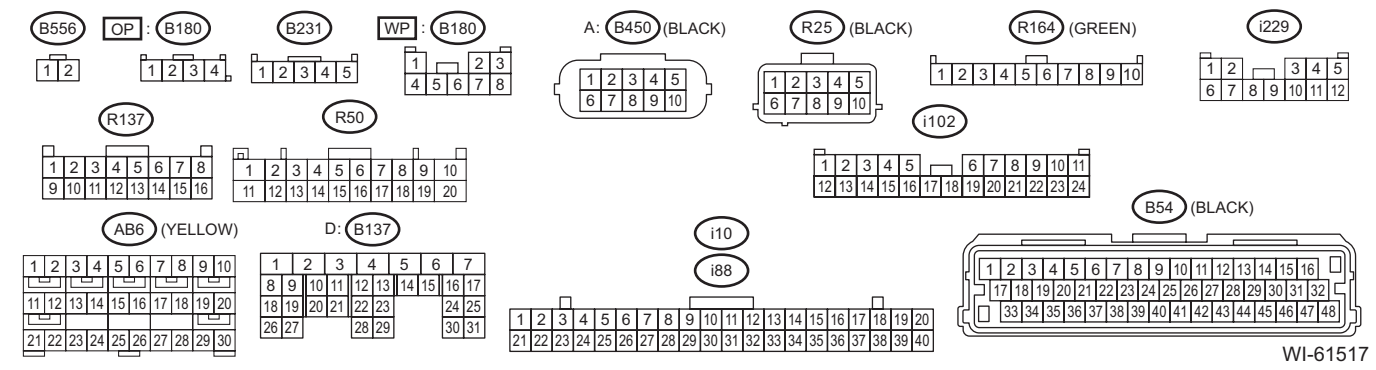 B556 OP : B180 B231 WP : B180 A: B450 (BLACK) R25 (BLACK) R164 (GREEN) i229
1 2
1 2 3 4
1 2 3 4 5
1 2 3
4 5 6 7 8
1 2 3 4 5
6 7 8 9 10
1 2 3 4 5
6 7 8 9 10
1 2 3 4 5 6 7 8 9 10
1 2 3 4 5
6 7 8 9 10 11 12
R137 R50 i102
1 2 3 4 5 6 7 8
9 10 11 12 13 14 15 16
1 2 3 4 5 6 7 8 9 10
11 12 13 14 15 16 17 18 19 20
1 2 3 4 5 6 7 8 9 10 11
12 13 14 15 16 17 18 19 20 21 22 23 24
AB6 (YELLOW) D: B137 i10 i88 B54 (BLACK)
1 2 3 4 5 6 7 8 9 10
11 12 13 14 15 16 17 18 19 20
21 22 23 24 25 26 27 28 29 30
1 2 3 4 5 6 7
8 9 10 11 12 13 14 15 16 17
18 19 20 21 22 23 24 25
26 27 28 29 30 31
1 2 3 4 5 6 7 8 9 10 11 12 13 14 15 16 17 18 19 20
21 22 23 24 25 26 27 28 29 30 31 32 33 34 35 36 37 38 39 40
1 2 3 4 5 6 7 8 9 10 11 12 13 14 15 16
17 18 19 20 21 22 23 24 25 26 27 28 29 30 31 32
33 34 35 36 37 38 39 40 41 42 43 44 45 46 47 48
WI-61517